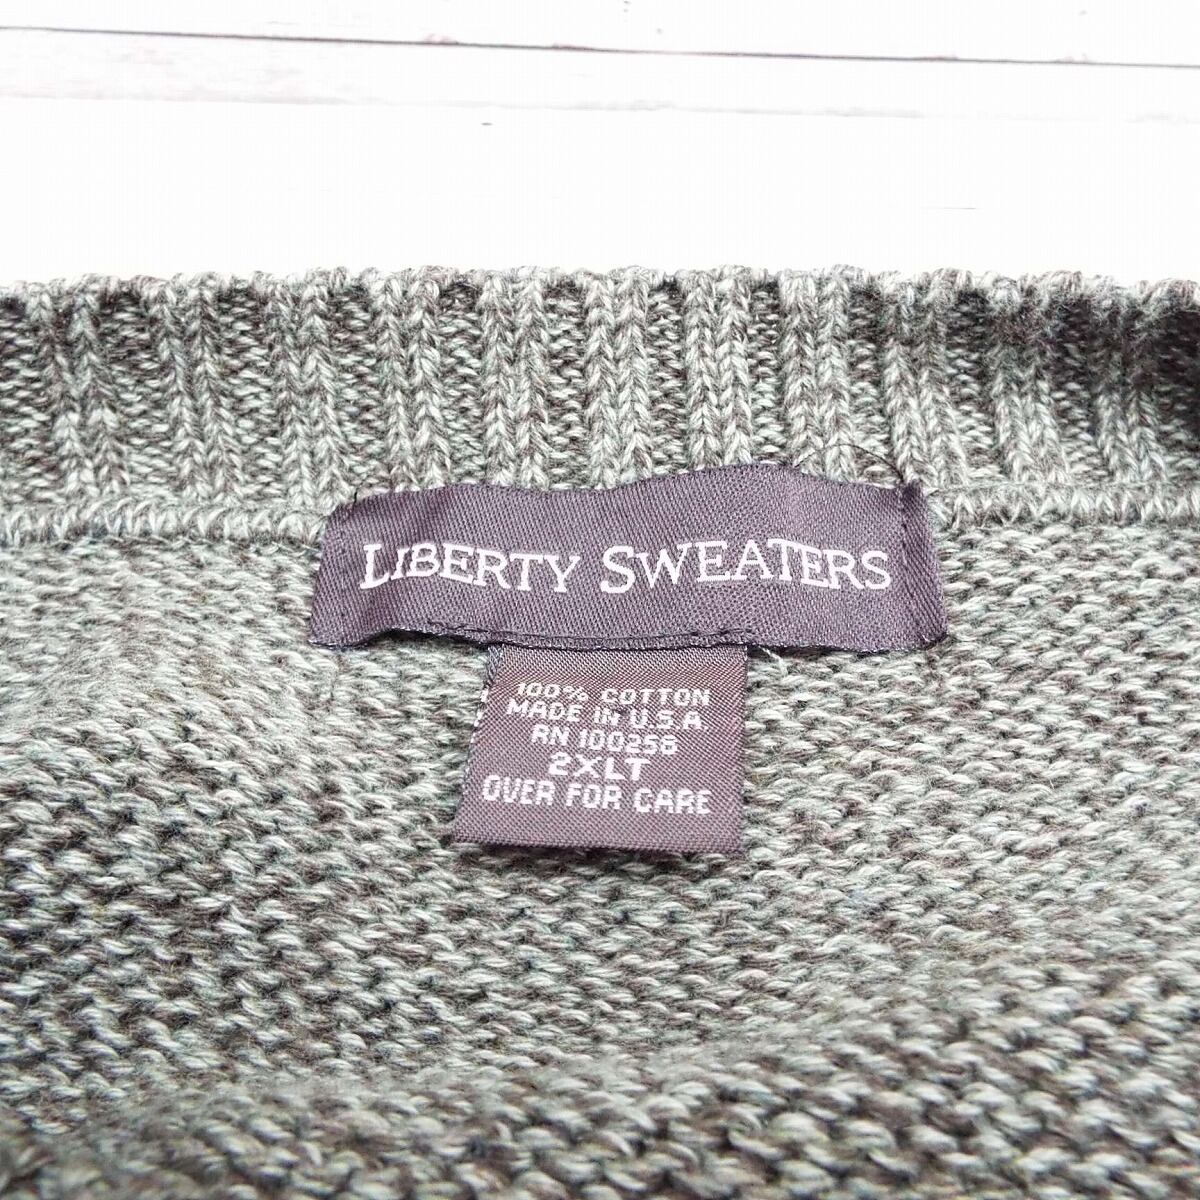 LIBERTY SWEATERS
100% COTTON
MADE IN U.S.A.
RN 100256
2XLT
OVER FOR CARE